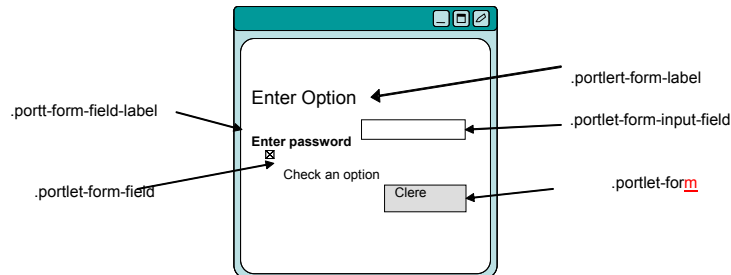 .portlert-form-label
Enter Option
.portt-form-field-label
.portlet-form-input-field
Enter password
Check an option
.portlet-form-field
.portlet-form
Clere